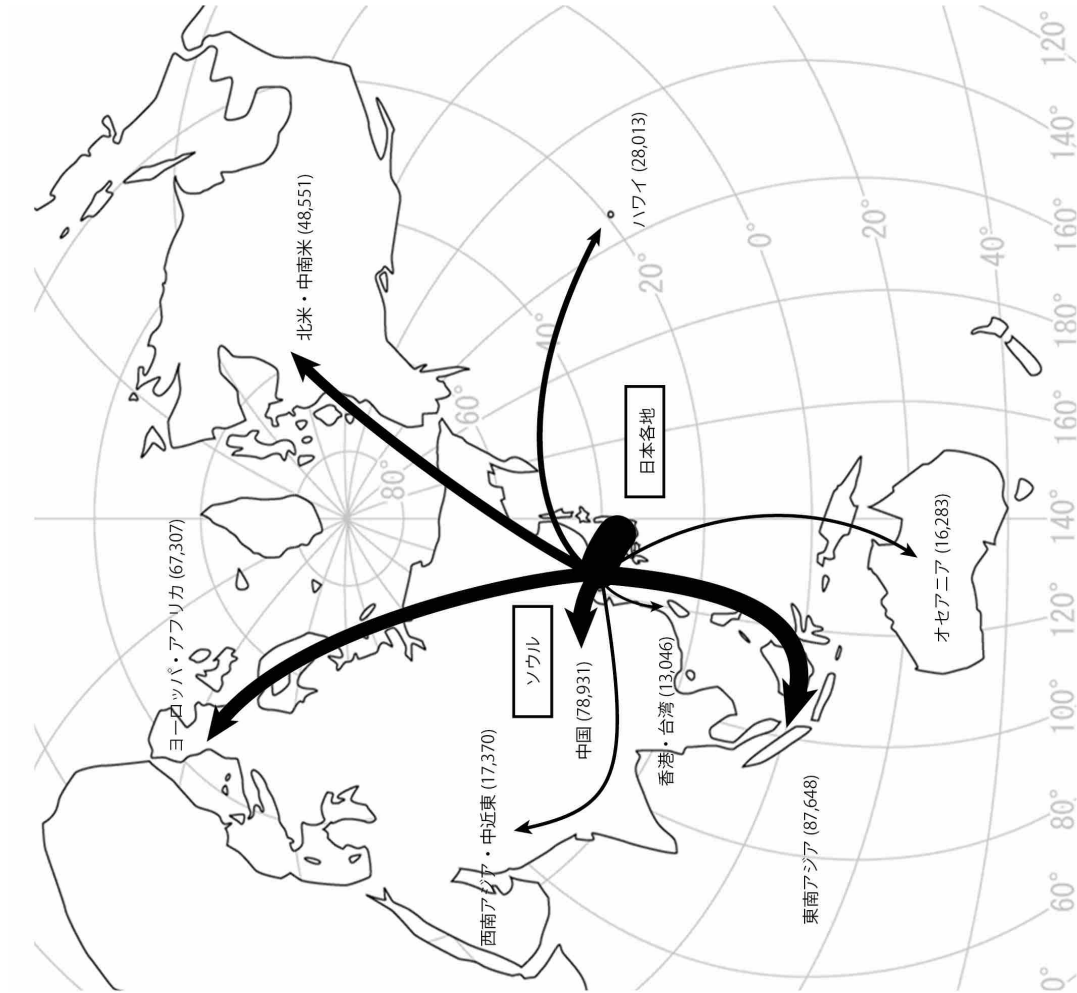 ヨーロッパ・アフリカ (67,307)
北米・中南米 (48,551)
西南アジア・中近東 (17,370)
ソウル
中国 (78,931)
ハワイ (28,013)
日本各地
香港・台湾 (13,046)
東南アジア (87,648)
オセアニア (16,283)
80°
60°
40°
20°
0°
20°
40°
0°
60°
80°
100°
120°
140°
160°
180°
160°
140°
120°